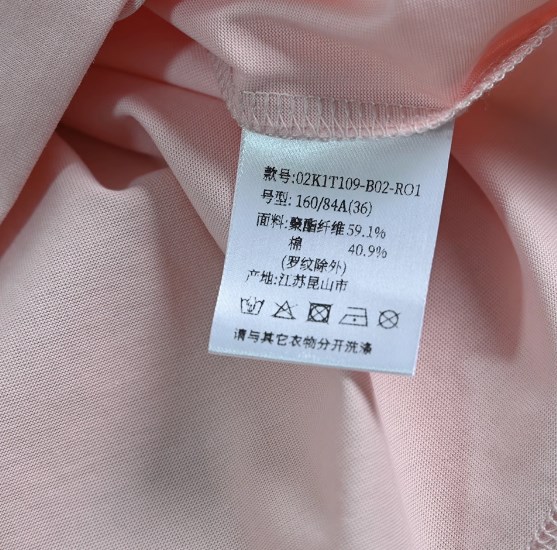 款号:02K1T109-B02-R01
号型: 160/84A(36)
面料: 聚酯纤维 59.1%
棉 40.9%
(罗纹除外)
产地:江苏昆山市
请与其它衣物分开洗涤